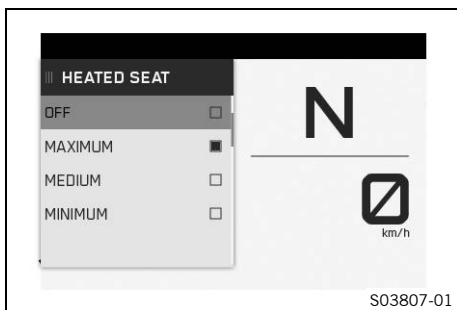 HEATED SEAT
OFF
MAXIMUM
MEDIUM
MINIMUM
N
0
km/h
S03807-01